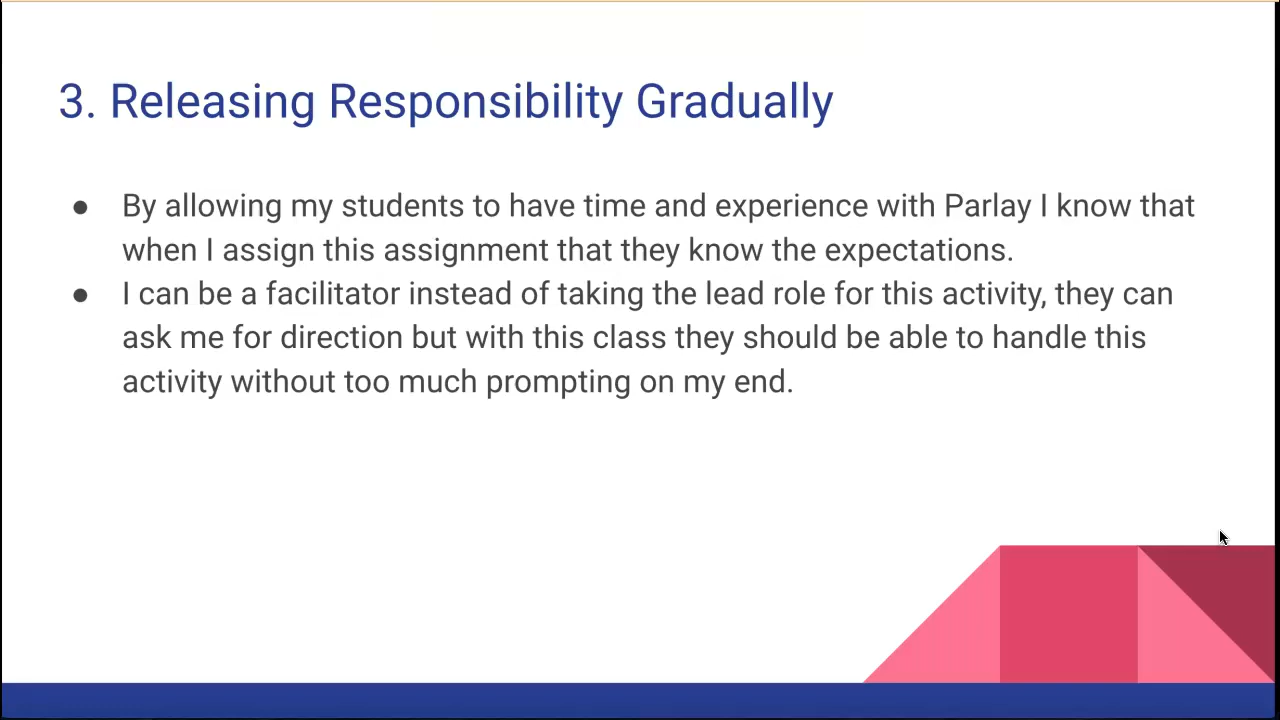 3. Releasing Responsibility Gradually
● By allowing my students to have time and experience with Parlay I know that
when I assign this assignment that they know the expectations.
● I can be a facilitator instead of taking the lead role for this activity, they can
ask me for direction but with this class they should be able to handle this
activity without too much prompting on my end.